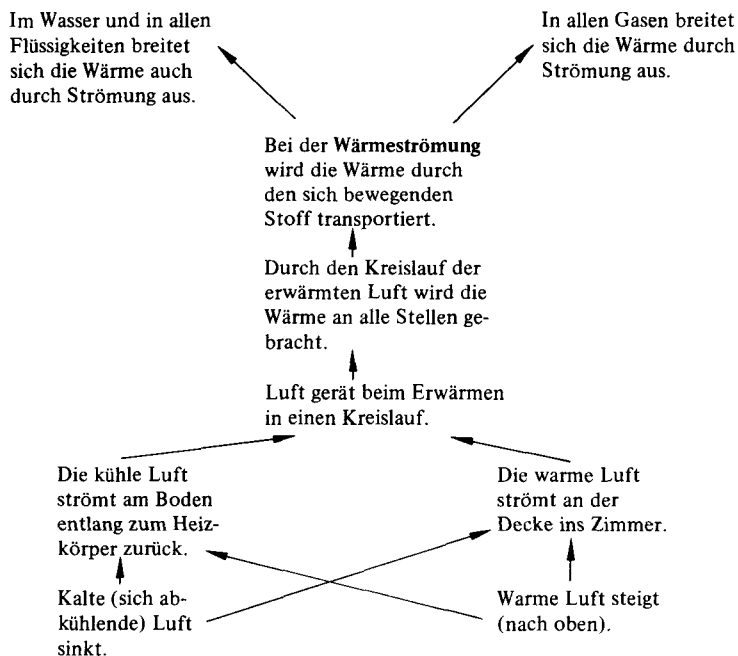 Im Wasser und in allen
Flüssigkeiten breitet
sich die Wärme auch
durch Strömung aus.
In allen Gasen breitet
sich die Wärme durch
Strömung aus.
Bei der Wärmeströmung
wird die Wärme durch
den sich bewegenden
Stoff transportiert.
Durch den Kreislauf der
erwärmten Luft wird die
Wärme an alle Stellen ge-
bracht.
Luft gerät beim Erwärmen
in einen Kreislauf.
Die kühle Luft
strömt am Boden
entlang zum Heiz-
körper zurück.
Die warme Luft
strömt an der
Decke ins Zimmer.
Kalte (sich ab-
kühlende) Luft
sinkt.
Warme Luft steigt
(nach oben).